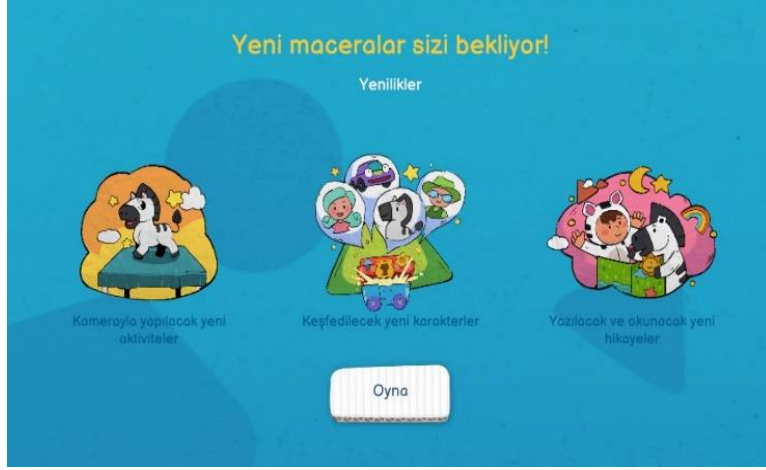 Yeni maceralar sizi bekliyor!
Yenilikler
Kamerayla yapılacak yeni
aktiviteler
Keşfedilecek yeni karakterler
Yazılacak ve okunacak yeni
hikayeler
Oyna